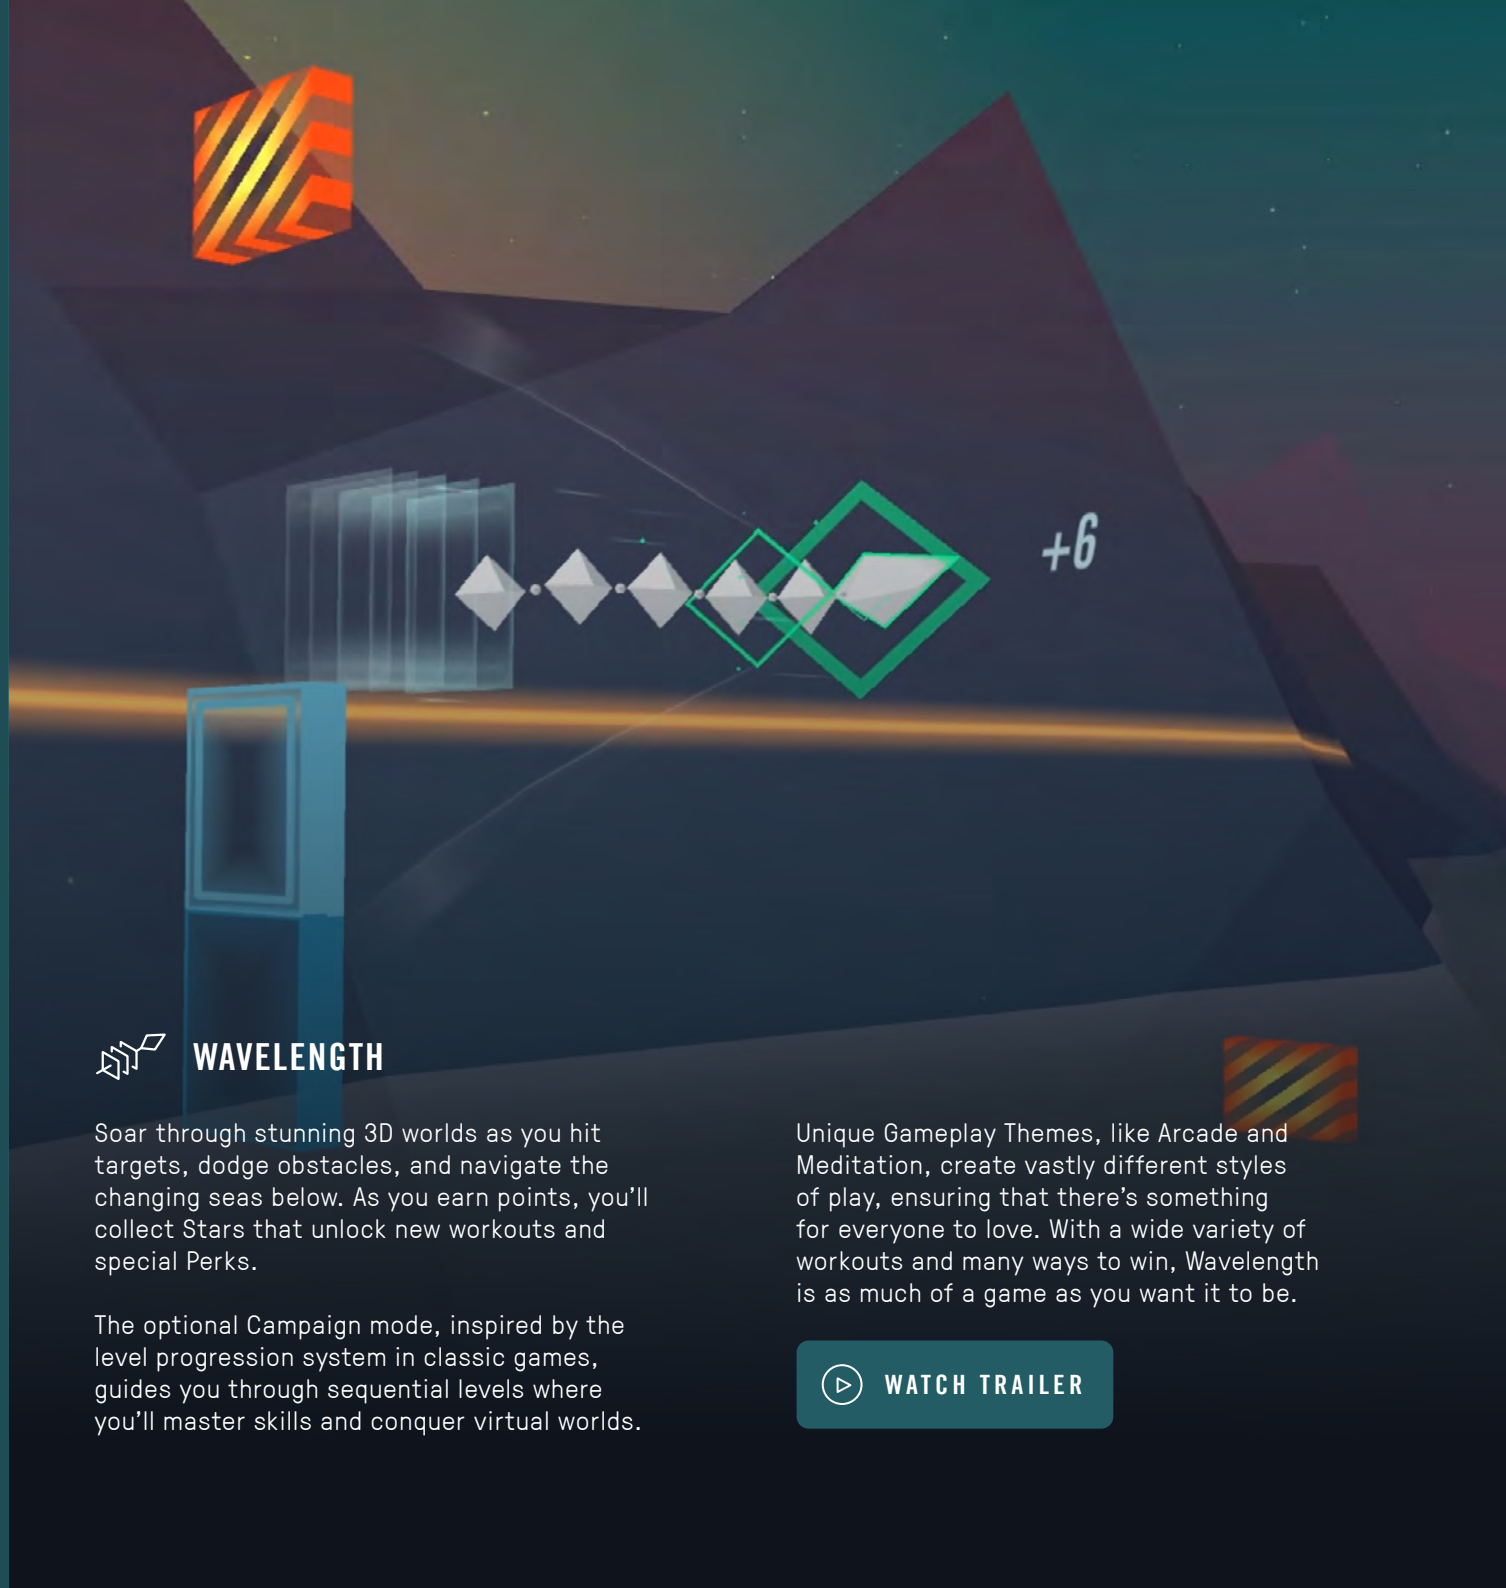 +6
WAVELENGTH
Soar through stunning 3D worlds as you hit
targets, dodge obstacles, and navigate the
changing seas below. As you earn points, you’ll
collect Stars that unlock new workouts and
special Perks.
The optional Campaign mode, inspired by the
level progression system in classic games,
guides you through sequential levels where
you’ll master skills and conquer virtual worlds.
Unique Gameplay Themes, like Arcade and
Meditation, create vastly different styles
of play, ensuring that there’s something
for everyone to love. With a wide variety of
workouts and many ways to win, Wavelength
is as much of a game as you want it to be.
WATCH TRAILER